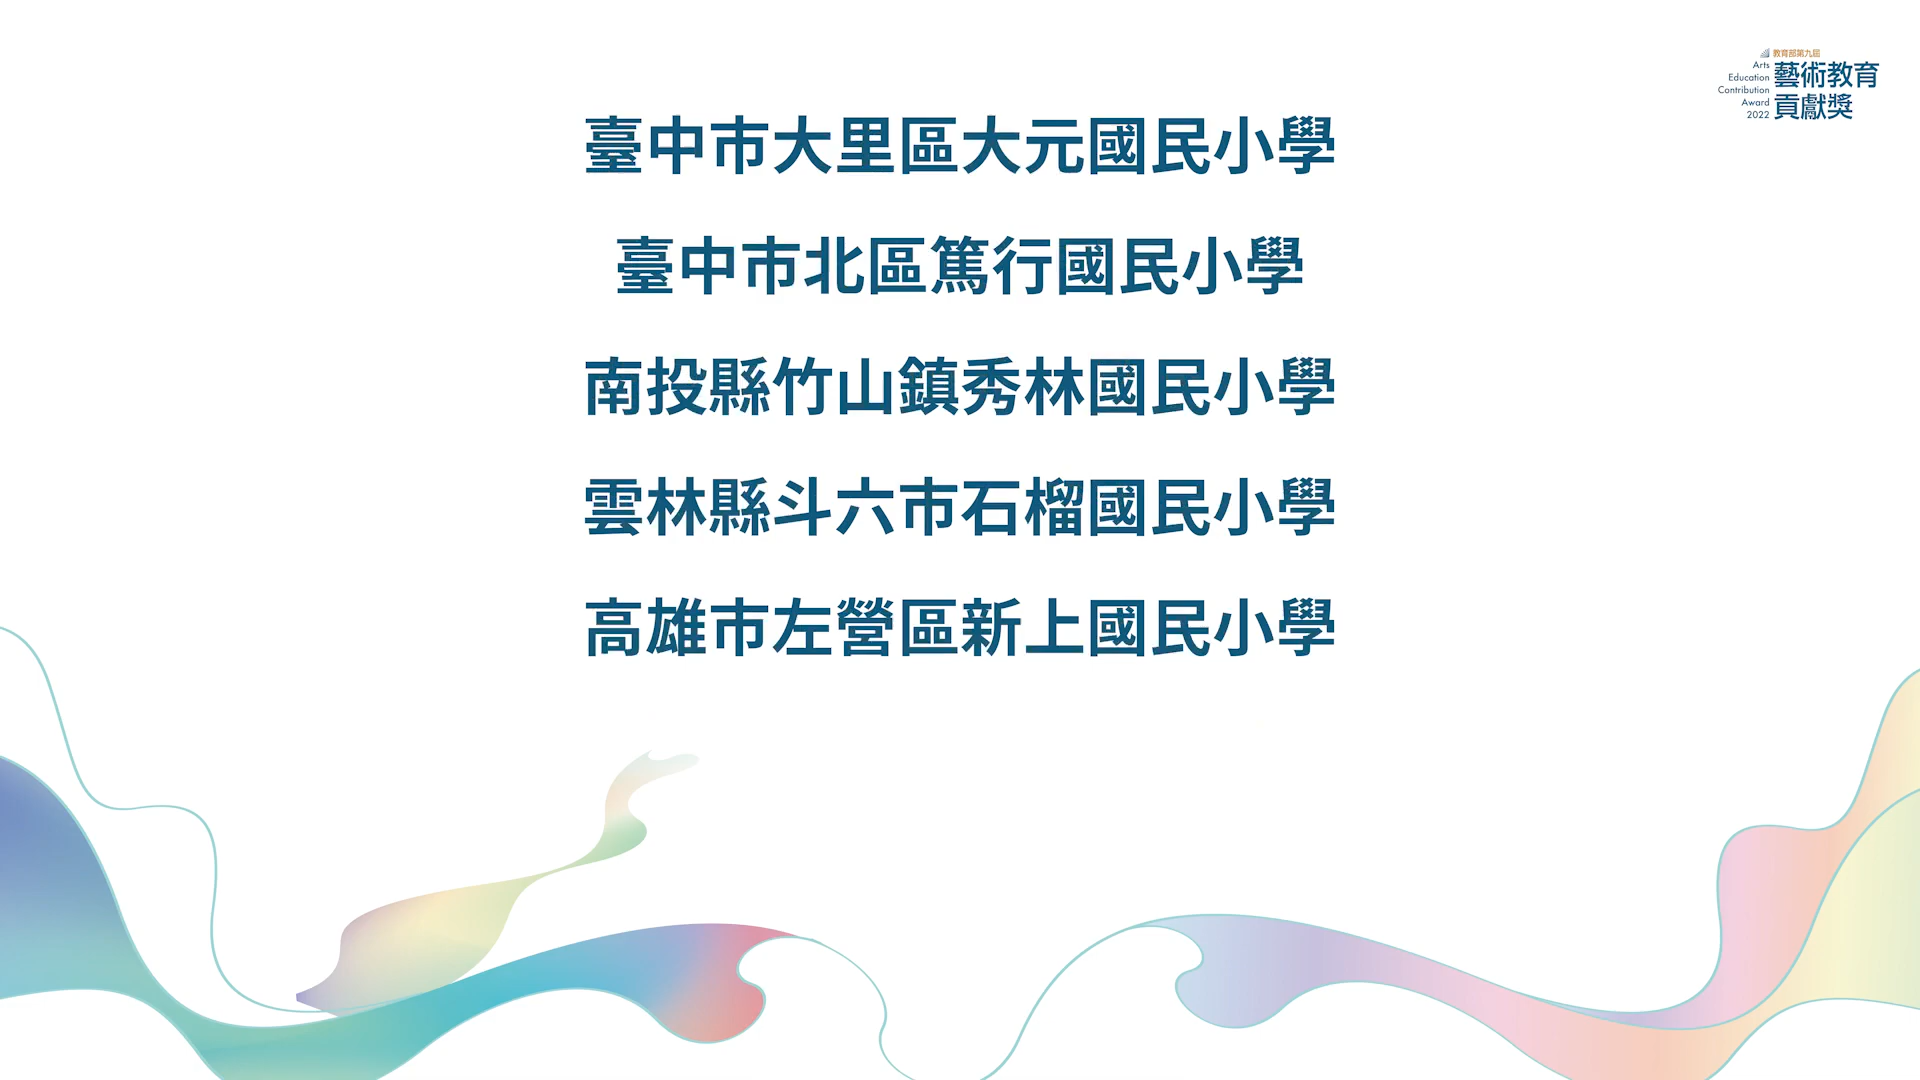 教育部第九屆
Arts
Education
Contribution
Award
2022
藝術教育
貢獻獎
臺中市大里區大元國民小學
臺中市北區篤行國民小學
南投縣竹山鎮秀林國民小學
雲林縣斗六市石榴國民小學
高雄市左營區新上國民小學